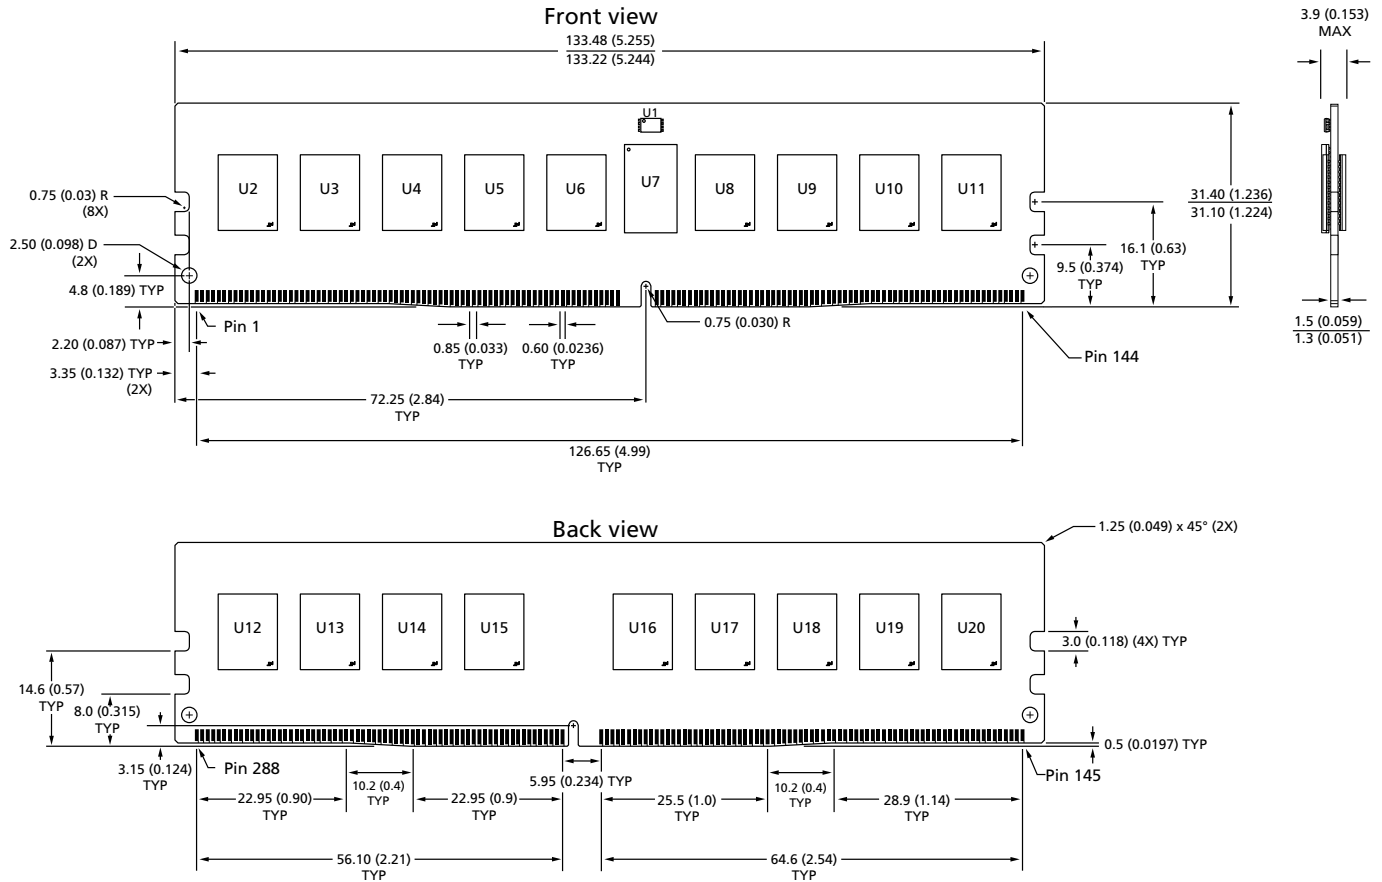 Front view
3.9 (0.153)
MAX
133.48 (5.255)
133.22 (5.244)
U1
U2
U3
U4
U5
U6
U7
U8
U9
U10
U11
0.75 (0.03) R
(8X)
2.50 (0.098) D
(2X)
4.8 (0.189) TYP
2.20 (0.087) TYP
3.35 (0.132) TYP
(2X)
Pin 1
0.85 (0.033)
TYP
0.60 (0.0236)
TYP
0.75 (0.030) R
Pin 144
9.5 (0.374)
TYP
16.1 (0.63)
TYP
31.40 (1.236)
31.10 (1.224)
1.5 (0.059)
1.3 (0.051)
72.25 (2.84)
TYP
126.65 (4.99)
TYP
Back view
1.25 (0.049) x 45° (2X)
U12
U13
U14
U15
U16
U17
U18
U19
U20
3.0 (0.118) (4X) TYP
14.6 (0.57)
TYP
8.0 (0.315)
TYP
3.15 (0.124)
TYP
Pin 288
5.95 (0.234) TYP
0.5 (0.0197) TYP
Pin 145
22.95 (0.90)
TYP
10.2 (0.4)
TYP
22.95 (0.9)
TYP
25.5 (1.0)
TYP
10.2 (0.4)
TYP
28.9 (1.14)
TYP
56.10 (2.21)
TYP
64.6 (2.54)
TYP